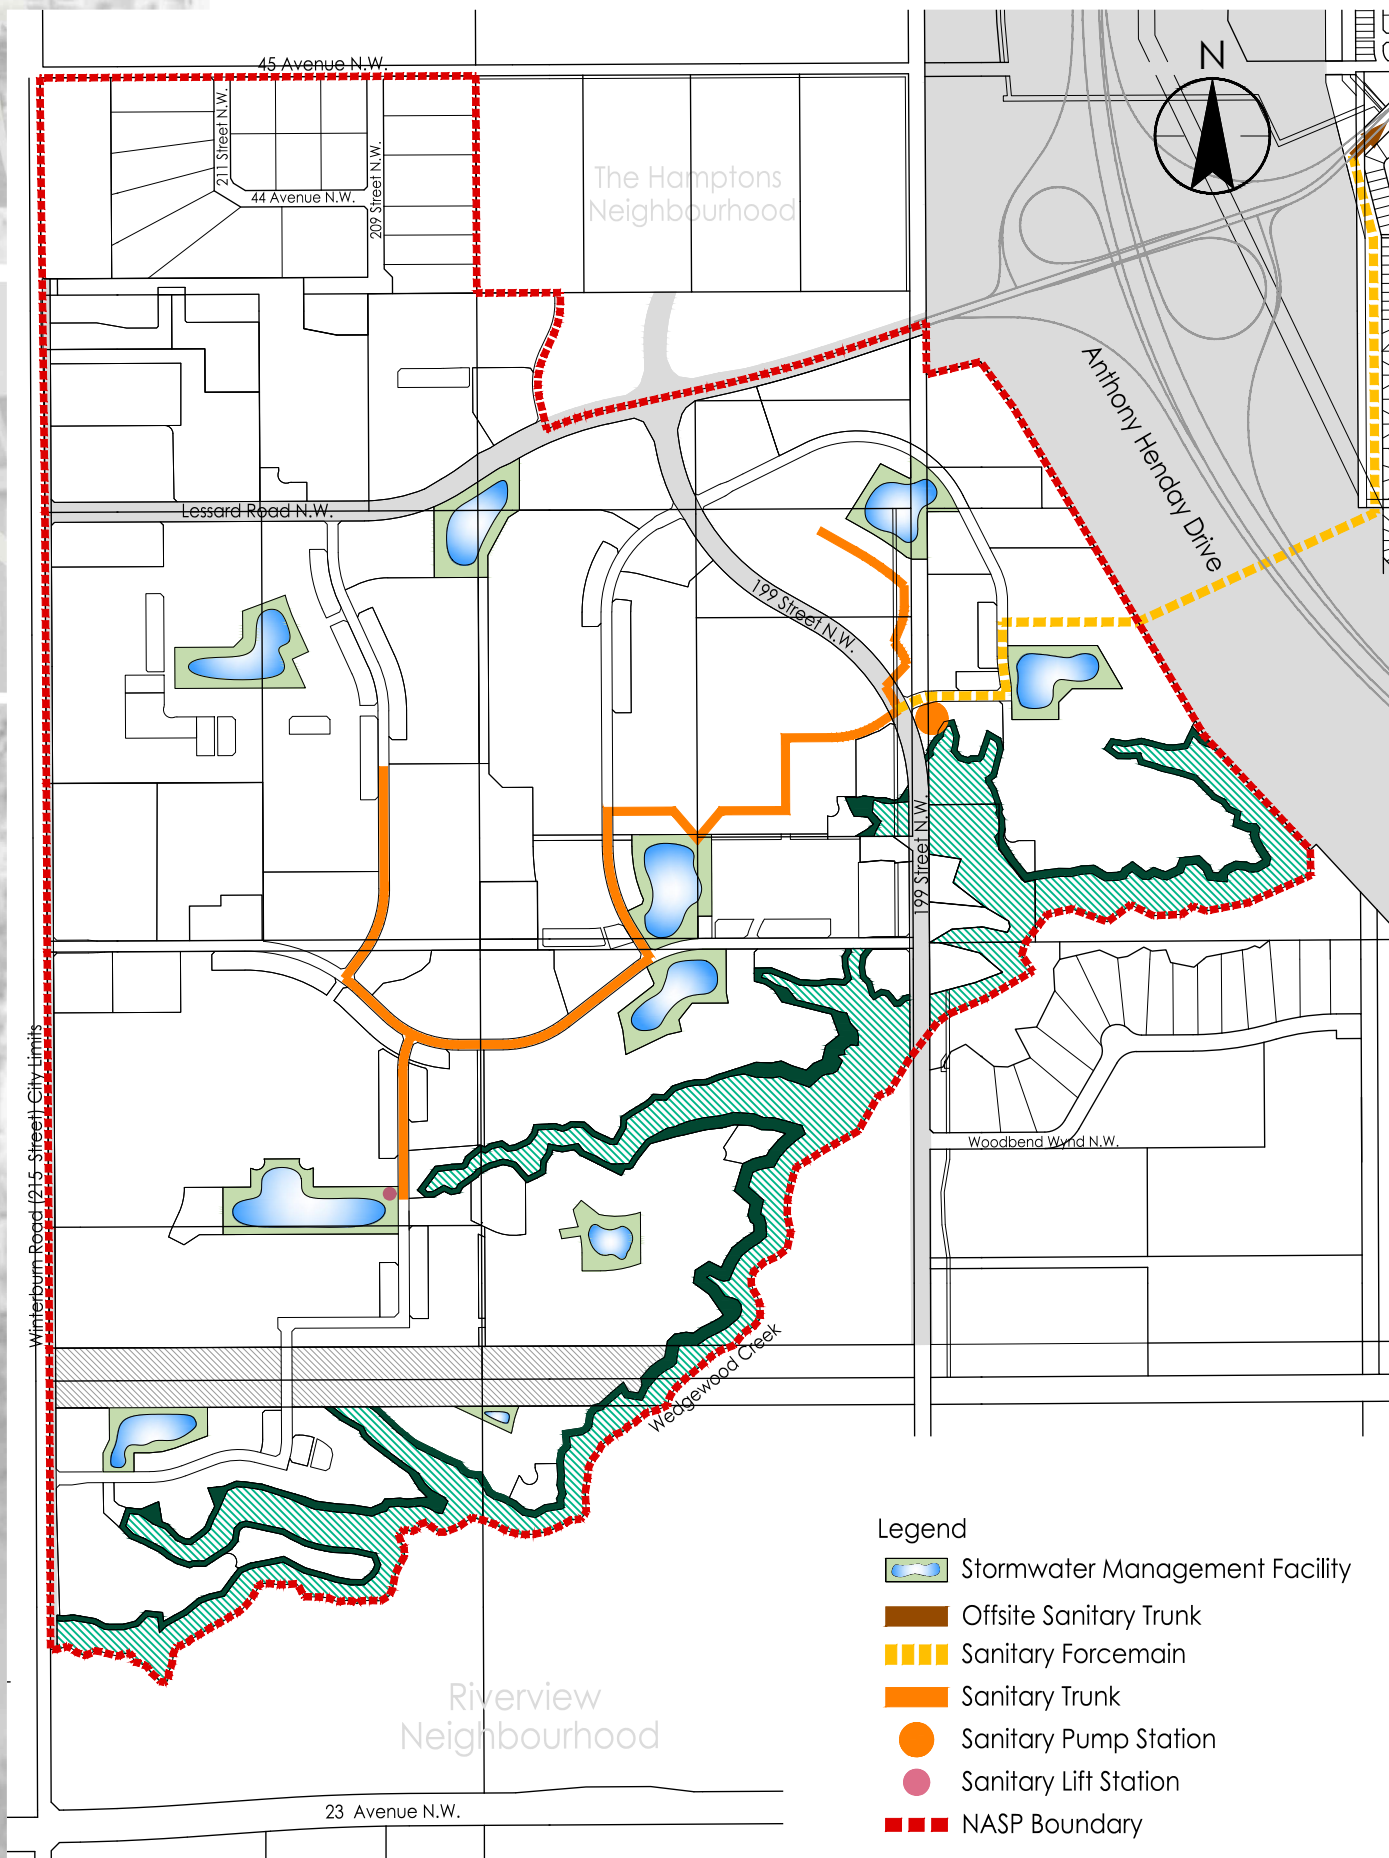 45 Avenue N.W.
N
211 Street N.W.
44 Avenue N.W.
209 Street N.W.
The Hamptons
Neighbourhood
Anthony Henday Drive
Lessard Road N.W.
199 Street N.W.
199 Street N.W.
Winterburn Road (215 Street) City Limits
Woodbend Wynd N.W.
Wedgewood Creek
Riverview
Neighbourhood
23 Avenue N.W.
Legend
Stormwater Management Facility
Offsite Sanitary Trunk
Sanitary Forcemain
Sanitary Trunk
Sanitary Pump Station
Sanitary Lift Station
NASP Boundary